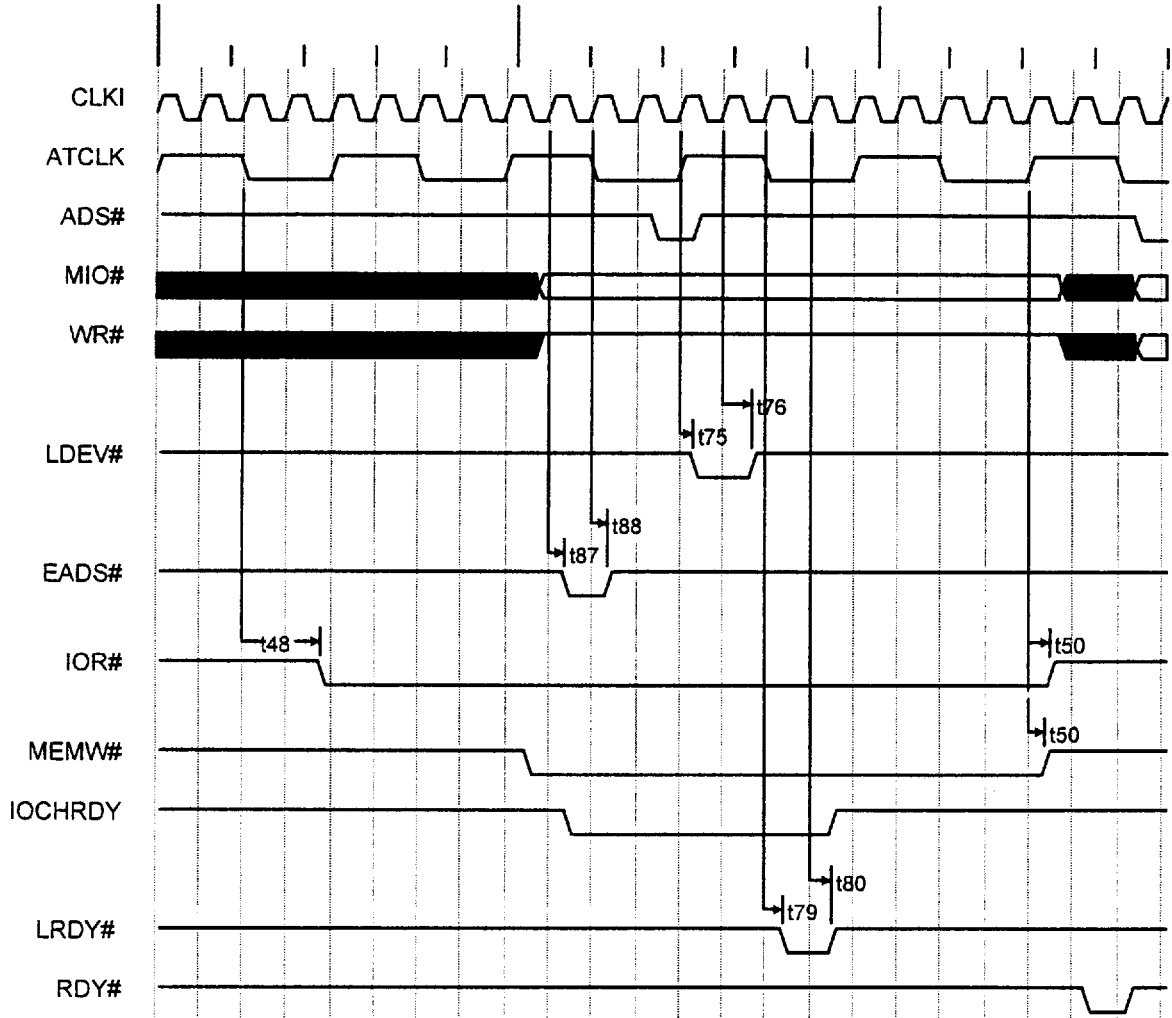 CLKI
ATCLK
ADS#
MIO#
WR#
t76
t75
LDEV#
t88
t87
EADS#
t48
t50
IOR#
t50
MEMW#
IOCHRDY
t80
t79
LRDY#
RDY#